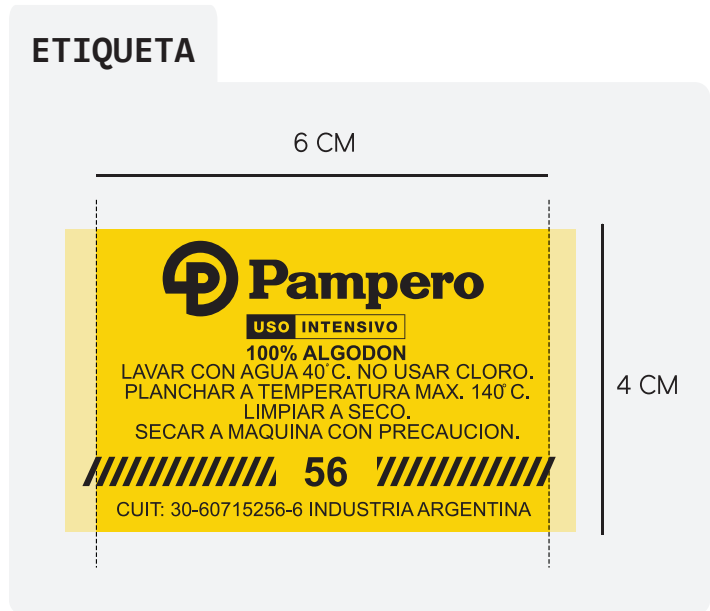 ETIQUETA
6 CM
Pampero
USO INTENSIVO
100% ALGODON
LAVAR CON AGUA 40°C. NO USAR CLORO.
PLANCHAR A TEMPERATURA MAX. 140°C.
LIMPIAR A SECO.
SECAR A MAQUINA CON PRECAUCION.
56
CUIT: 30-60715256-6 INDUSTRIA ARGENTINA
4 CM